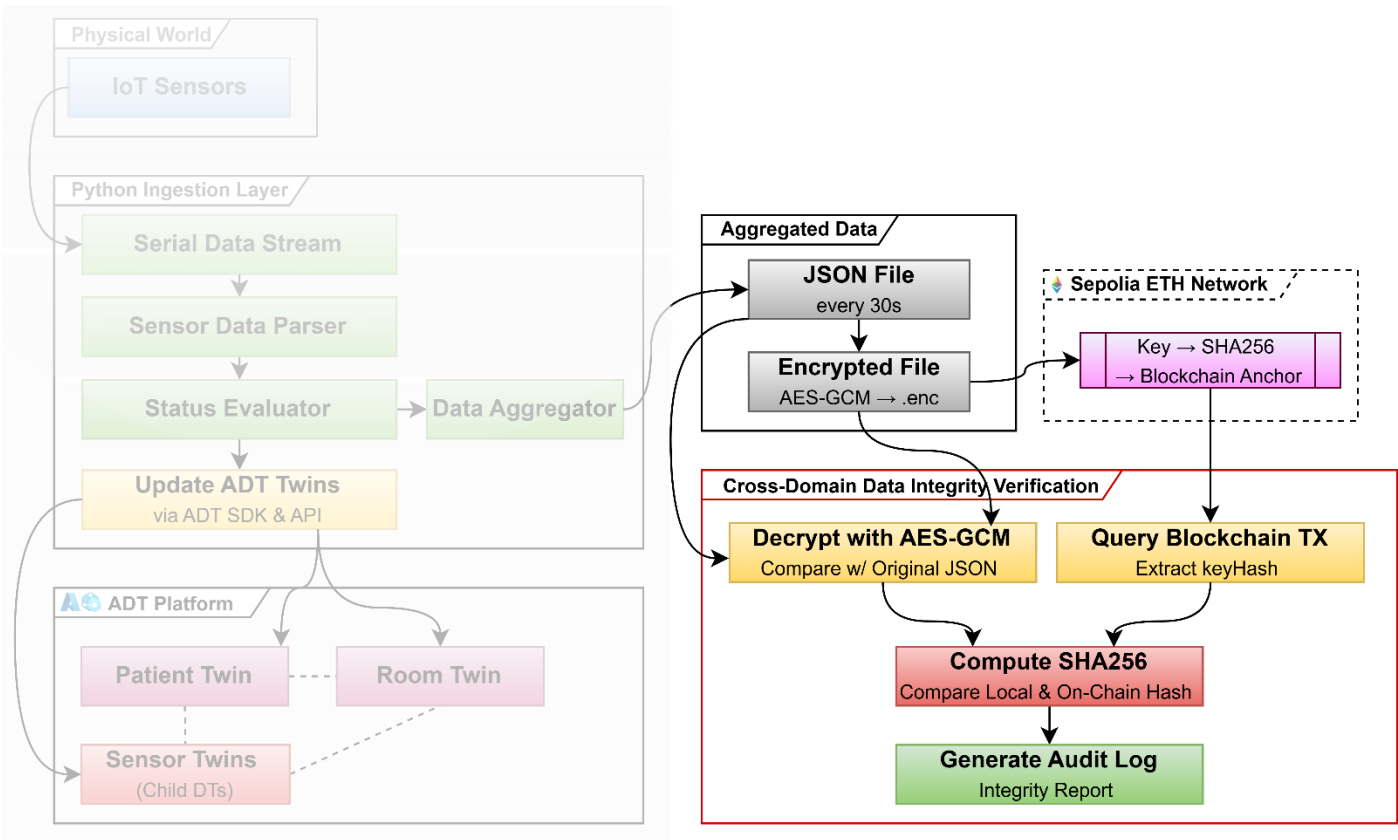 Physical World
IoT Sensors
Python Ingestion Layer
Serial Data Stream
Sensor Data Parser
Status Evaluator
Data Aggregator
Update ADT Twins
via ADT SDK & API
ADT Platform
Patient Twin
Room Twin
Sensor Twins
(Child DTs)
Aggregated Data
JSON File
every 30s
Encrypted File
AES-GCM → .enc
Sepolia ETH Network
Key → SHA256
→ Blockchain Anchor
Cross-Domain Data Integrity Verification
Decrypt with AES-GCM
Compare w/ Original JSON
Query Blockchain TX
Extract keyHash
Compute SHA256
Compare Local & On-Chain Hash
Generate Audit Log
Integrity Report